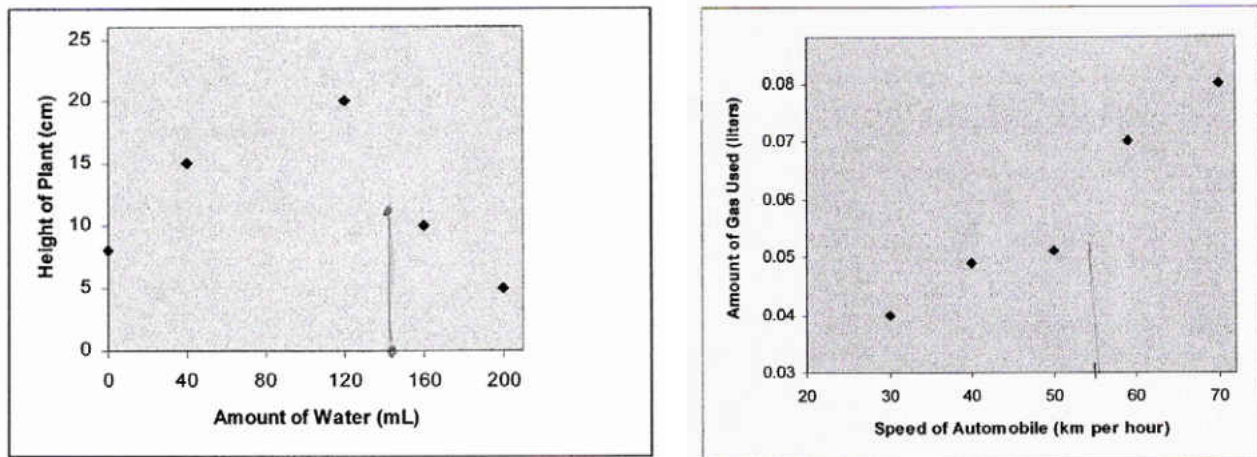 Height of Plant (cm)
25
20
15
10
5
0
0 40 80 120 160 200
Amount of Water (mL)
Amount of Gas Used (liters)
0.08
0.07
0.06
0.05
0.04
0.03
20 30 40 50 60 70
Speed of Automobile (km per hour)